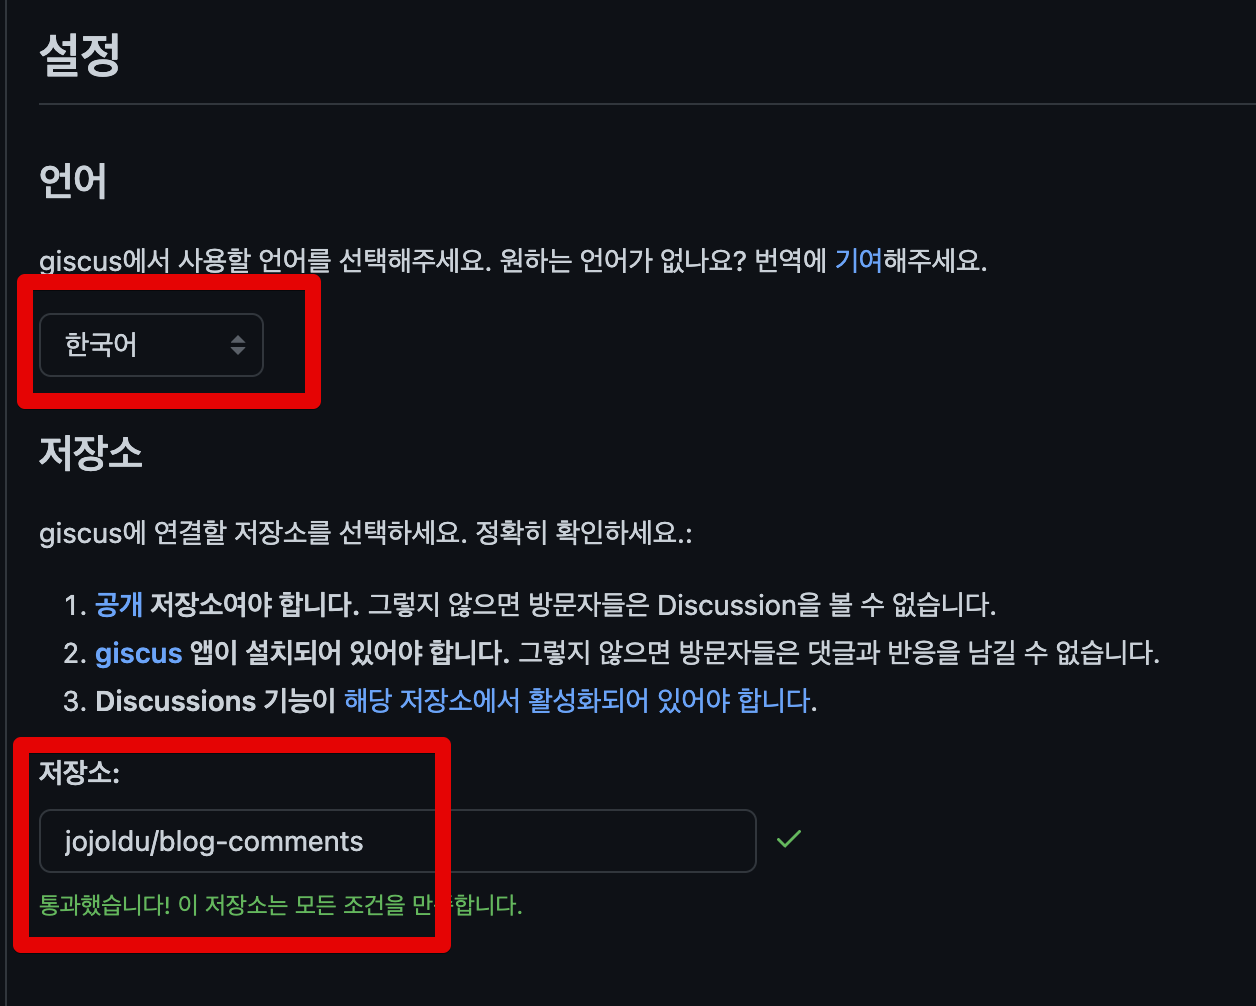 설정
언어
giscus에서 사용할 언어를 선택해주세요. 원하는 언어가 없나요? 번역에 기여해주세요.
한국어
저장소
giscus에 연결할 저장소를 선택하세요. 정확히 확인하세요.:
1. 공개 저장소여야 합니다. 그렇지 않으면 방문자들은 Discussion을 볼 수 없습니다.
2. giscus 앱이 설치되어 있어야 합니다. 그렇지 않으면 방문자들은 댓글과 반응을 남길 수 없습니다.
3. Discussions 기능이 해당 저장소에서 활성화되어 있어야 합니다.
저장소:
jojoldu/blog-comments
통과했습니다! 이 저장소는 모든 조건을 만족합니다.